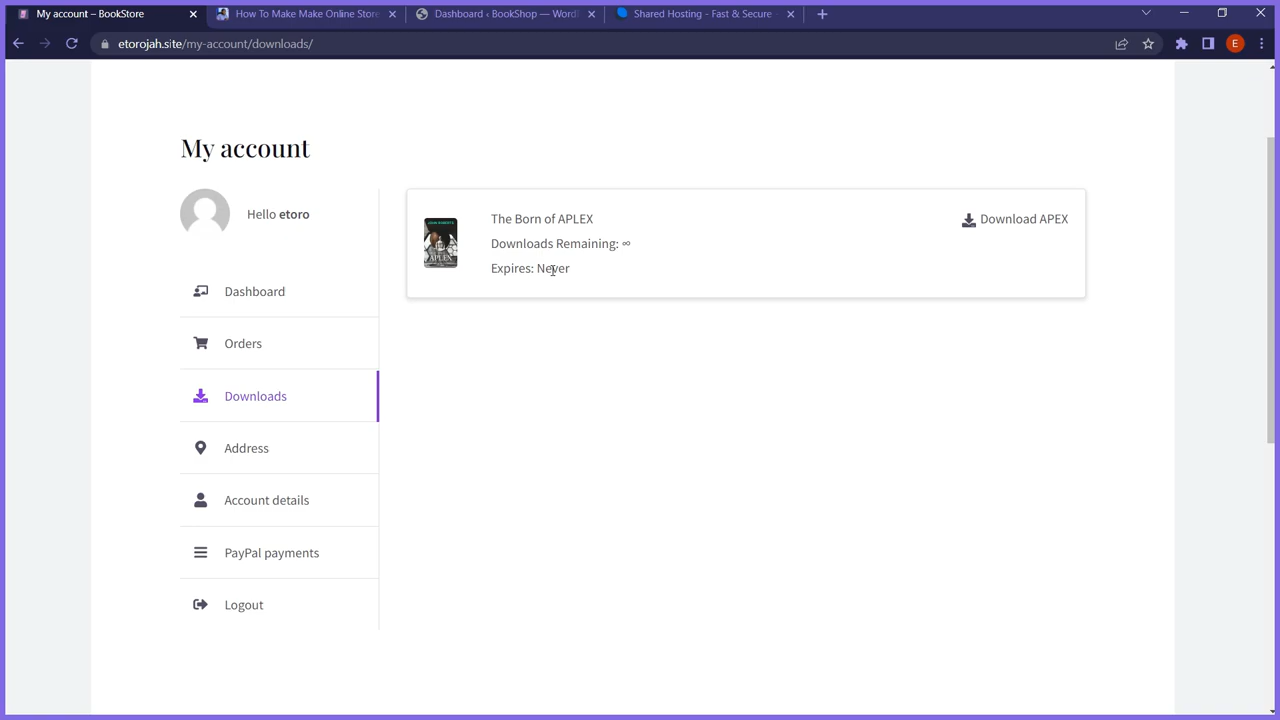 My account – BookStore
How To Make Make Online Store
Dashboard ‹ BookShop — Word
Shared Hosting - Fast & Secure -
etorojah.site/my-account/downloads/
E
My account
Hello etoro
Dashboard
Orders
Downloads
Address
Account details
PayPal payments
Logout
The Born of APLEX
Downloads Remaining: ∞
Expires: Never
Download APEX
APLEX